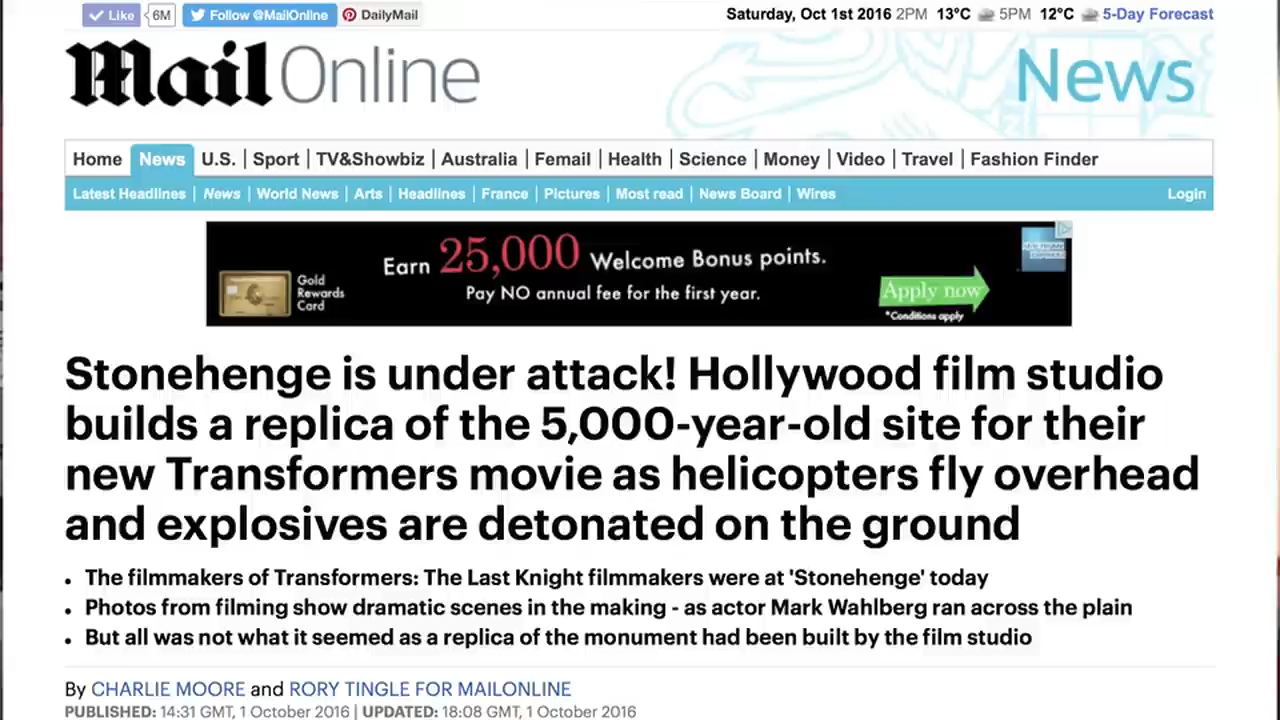 Like 6M Follow @MailOnline DailyMail Saturday, Oct 1st 2016 2PM 13°C 5PM 12°C 5-Day Forecast
Mail Online News
Home News U.S. Sport TV&Showbiz Australia Femail Health Science Money Video Travel Fashion Finder
Latest Headlines News World News Arts Headlines France Pictures Most read News Board Wires Login
Earn 25,000 Welcome Bonus points.
Pay NO annual fee for the first year.
Gold
Rewards
Card
Apply now
*Conditions apply
Stonehenge is under attack! Hollywood film studio
builds a replica of the 5,000-year-old site for their
new Transformers movie as helicopters fly overhead
and explosives are detonated on the ground
• The filmmakers of Transformers: The Last Knight filmmakers were at 'Stonehenge' today
• Photos from filming show dramatic scenes in the making - as actor Mark Wahlberg ran across the plain
• But all was not what it seemed as a replica of the monument had been built by the film studio
By CHARLIE MOORE and RORY TINGLE FOR MAILONLINE
PUBLISHED: 14:31 GMT, 1 October 2016 | UPDATED: 18:08 GMT, 1 October 2016